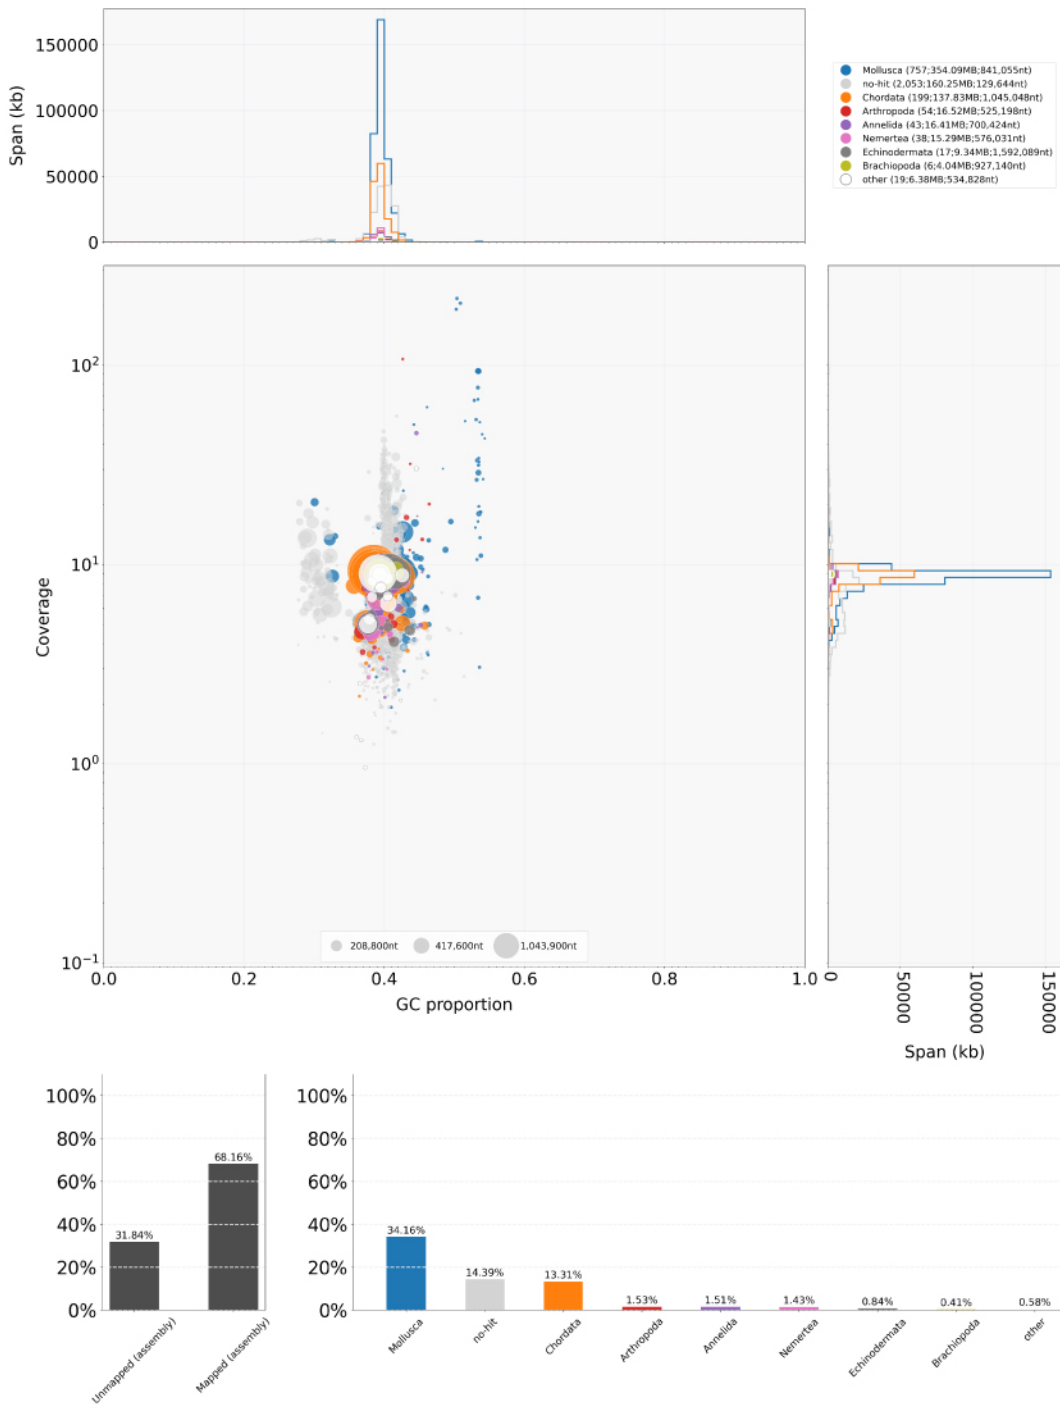 150000
100000
50000
0
Span (kb)
Mollusca (757;354.09MB;841,055nt)
no-hit (2,053;160.25MB;129,644nt)
Chordata (199;137.83MB;1,045,048nt)
Arthropoda (54;16.52MB;525,198nt)
Annelida (43;16.41MB;700,424nt)
Nemertea (38;15.29MB;576,031nt)
Echinodermata (17;9.34MB;1,592,089nt)
Brachiopoda (6;4.04MB;927,140nt)
other (19;6.38MB;534,828nt)
10²
10¹
10⁰
10⁻¹
Coverage
208,800nt 417,600nt 1,043,900nt
0.0 0.2 0.4 0.6 0.8 1.0
GC proportion
0 50000 100000 150000
Span (kb)
100%
80%
60%
40%
20%
0%
31.84%
68.16%
Unmapped (assembly)
Mapped (assembly)
100%
80%
60%
40%
20%
0%
34.16%
14.39%
13.31%
1.53%
1.51%
1.43%
0.84%
0.41%
0.58%
Mollusca
no-hit
Chordata
Arthropoda
Annelida
Nemertea
Echinodermata
Brachiopoda
other